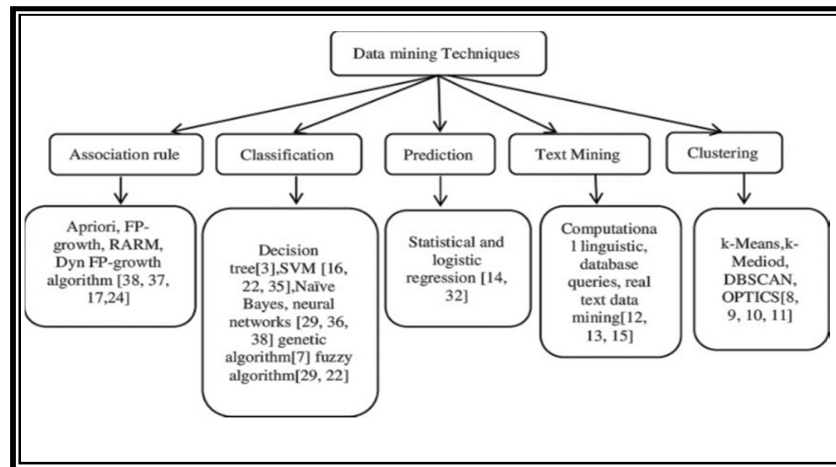 Data mining Techniques
Association rule
Classification
Prediction
Text Mining
Clustering
Apriori, FP-
growth, RARM,
Dyn FP-growth
algorithm [38, 37,
17,24]
Decision
tree[3],SVM [16,
22, 35],Naïve
Bayes, neural
networks [29, 36,
38] genetic
algorithm[7] fuzzy
algorithm[29, 22]
Statistical and
logistic
regression [14,
32]
Computationa
l linguistic,
database
queries, real
text data
mining[12,
13, 15]
k-Means,k-
Mediod,
DBSCAN,
OPTICS[8,
9, 10, 11]